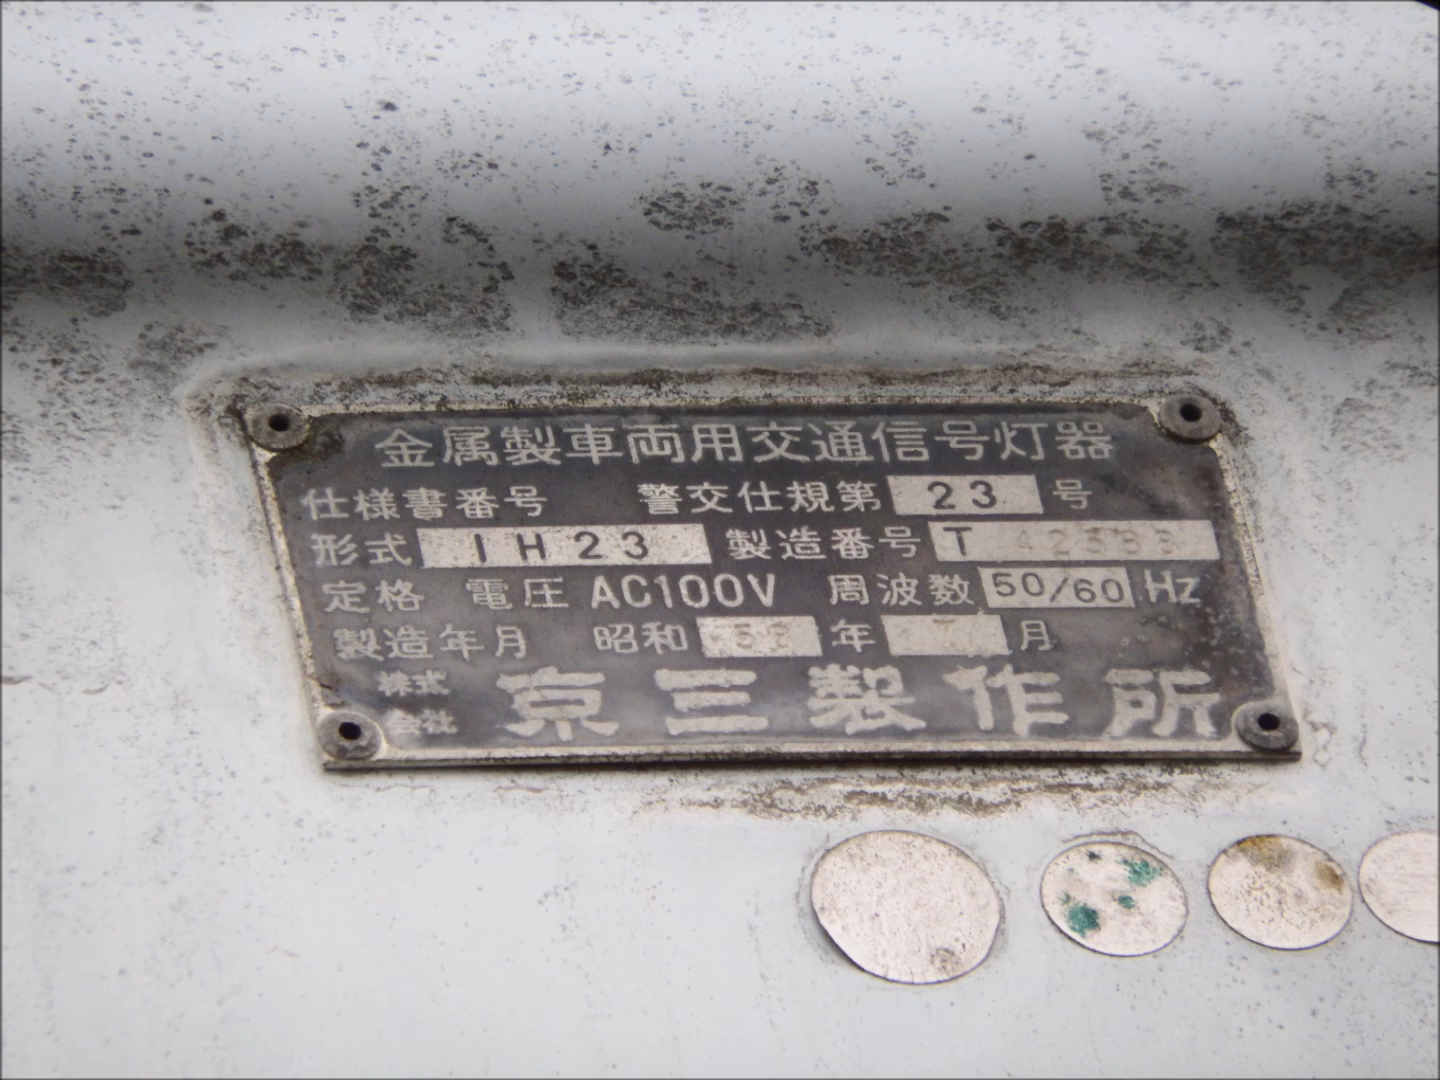 金属製車両用交通信号灯器
仕様書番号 警交仕規第 23 号
形式 1H23 製造番号 T
定格 電圧 AC100V 周波数 50/60 Hz
製造年月 昭和 年 月
株式会社 京三製作所